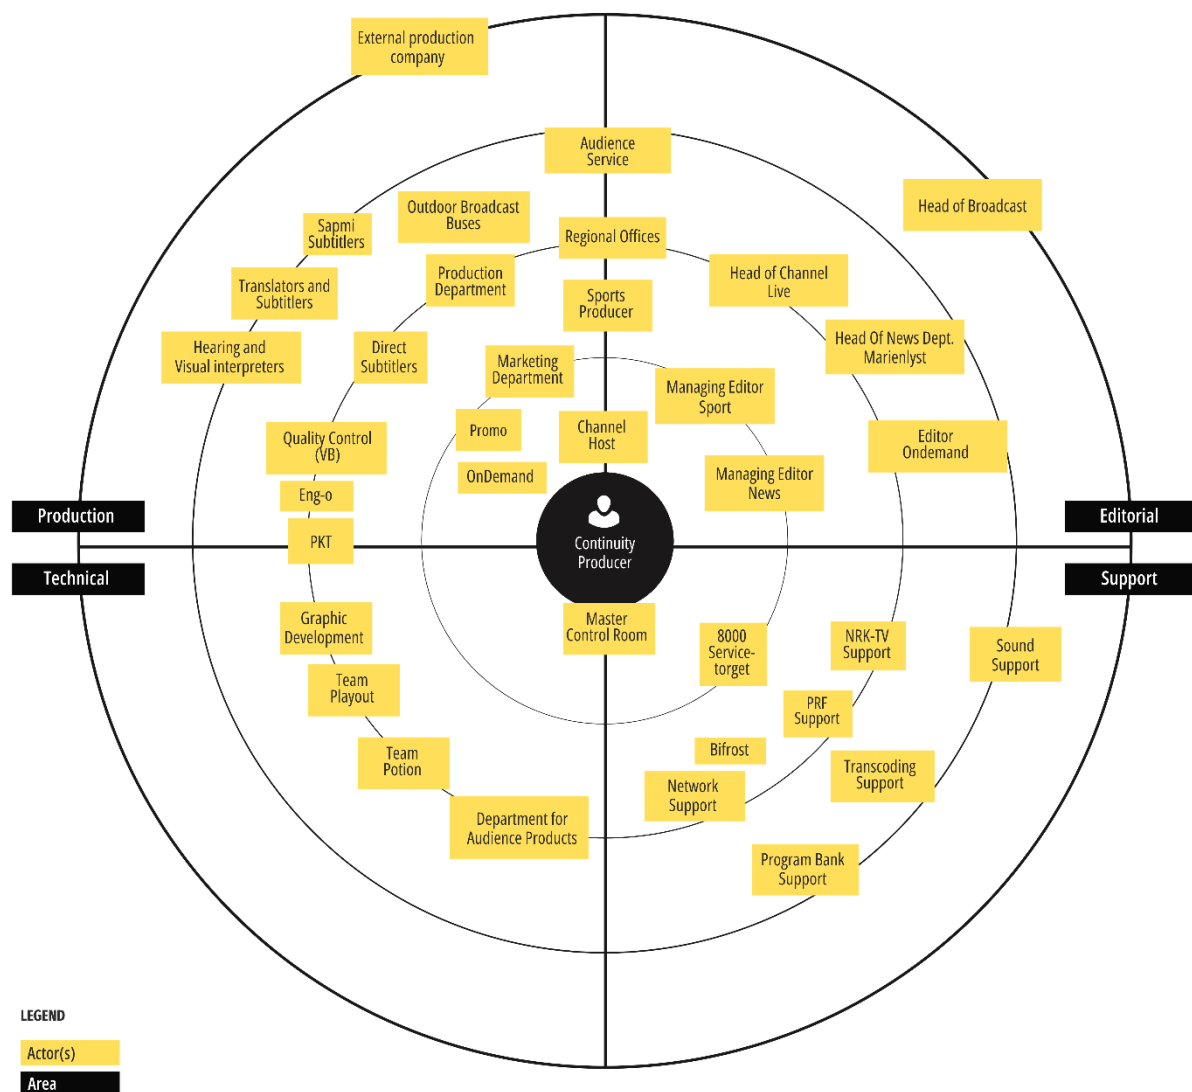 External production
company
Audience
Service
Head of Broadcast
Outdoor Broadcast
Buses
Sapmi
Subtitlers
Regional Offices
Production
Department
Head of Channel
Live
Translators and
Subtitlers
Sports
Producer
Hearing and
Visual interpreters
Direct
Subtitlers
Head Of News Dept.
Marienlyst
Marketing
Department
Managing Editor
Sport
Promo
Channel
Host
Quality Control
(VB)
Editor
Ondemand
OnDemand
Managing Editor
News
Eng-o
Production
Editorial
PKT
Continuity
Producer
Technical
Support
Graphic
Development
Master
Control Room
8000
Service-
torget
NRK-TV
Support
Sound
Support
Team
Playout
PRF
Support
Team
Potion
Bifrost
Transcoding
Support
Network
Support
Department for
Audience Products
Program Bank
Support
LEGEND
Actor(s)
Area